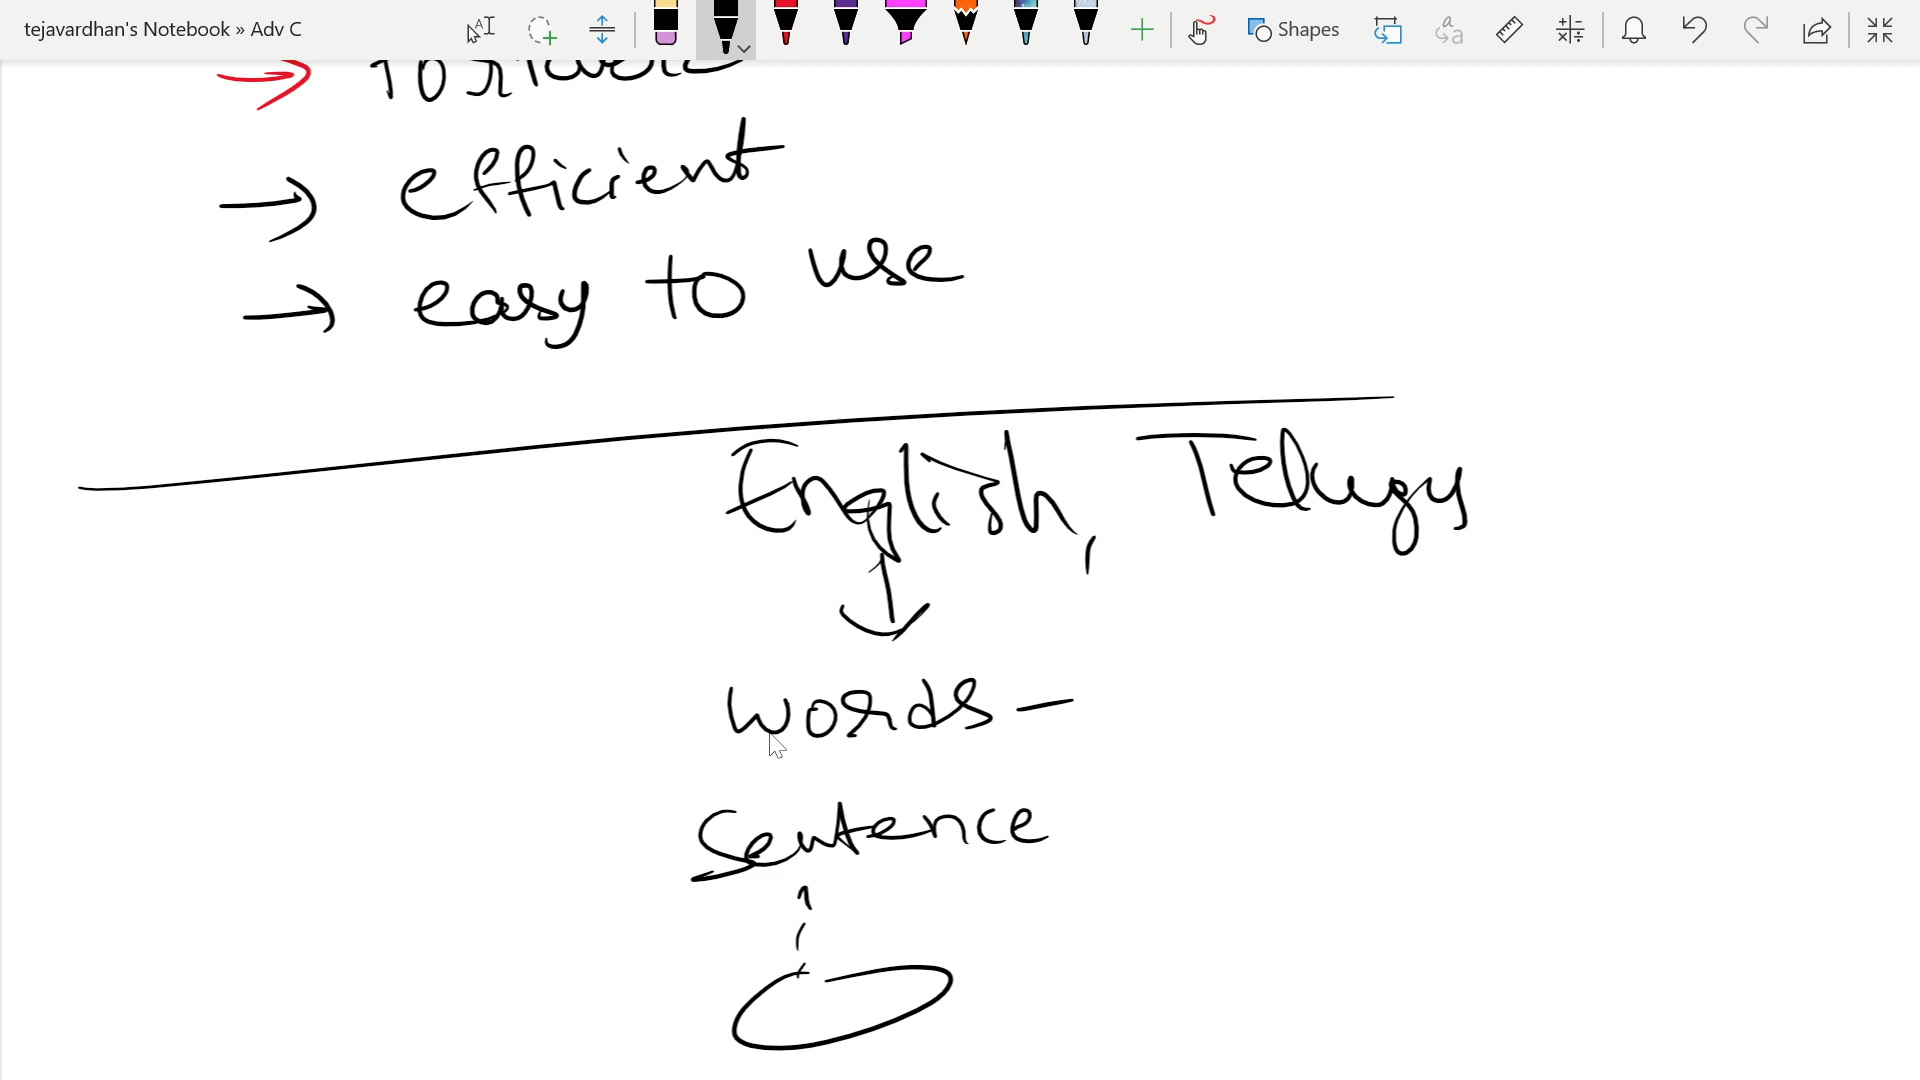 tejavardhan's Notebook » Adv C
Shapes
→ efficient
→ easy to use
English, Telugu
↓
words -
Sentence